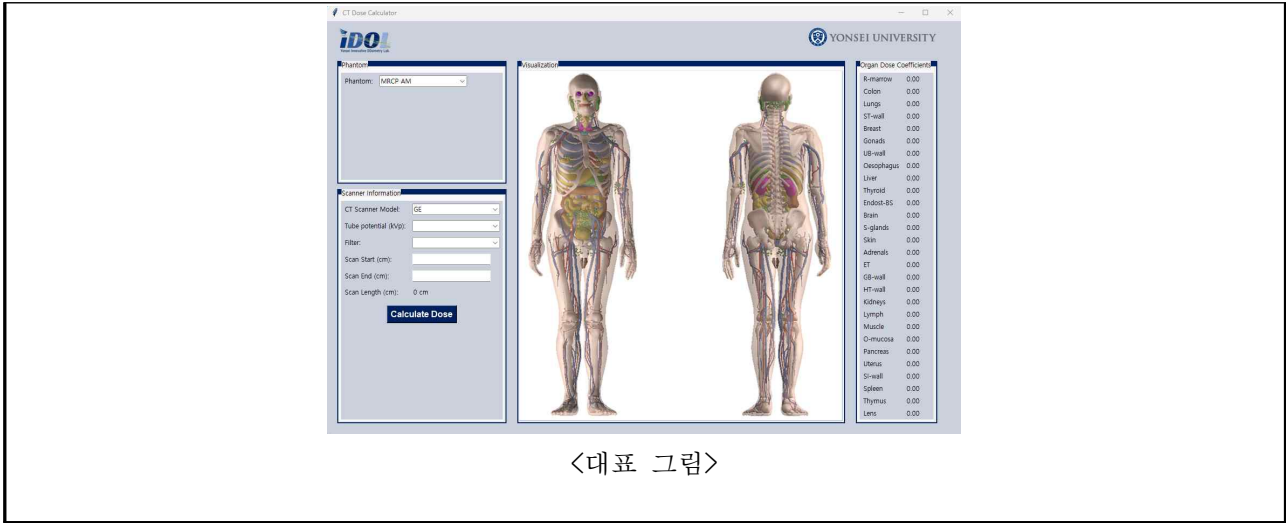 CT Dose Calculator
iDOL
Yonsei Innovative Dosimetry Lab.
YONSEI UNIVERSITY
Phantom
Phantom: MRCP AM
Scanner Information
CT Scanner Model: GE
Tube potential (kVp):
Filter:
Scan Start (cm):
Scan End (cm):
Scan Length (cm): 0 cm
Calculate Dose
Visualization
Organ Dose Coefficients
R-marrow 0.00
Colon 0.00
Lungs 0.00
ST-wall 0.00
Breast 0.00
Gonads 0.00
UB-wall 0.00
Oesophagus 0.00
Liver 0.00
Thyroid 0.00
Endost-BS 0.00
Brain 0.00
S-glands 0.00
Skin 0.00
Adrenals 0.00
ET 0.00
GB-wall 0.00
HT-wall 0.00
Kidneys 0.00
Lymph 0.00
Muscle 0.00
O-mucosa 0.00
Pancreas 0.00
Uterus 0.00
SI-wall 0.00
Spleen 0.00
Thymus 0.00
Lens 0.00
<대표 그림>